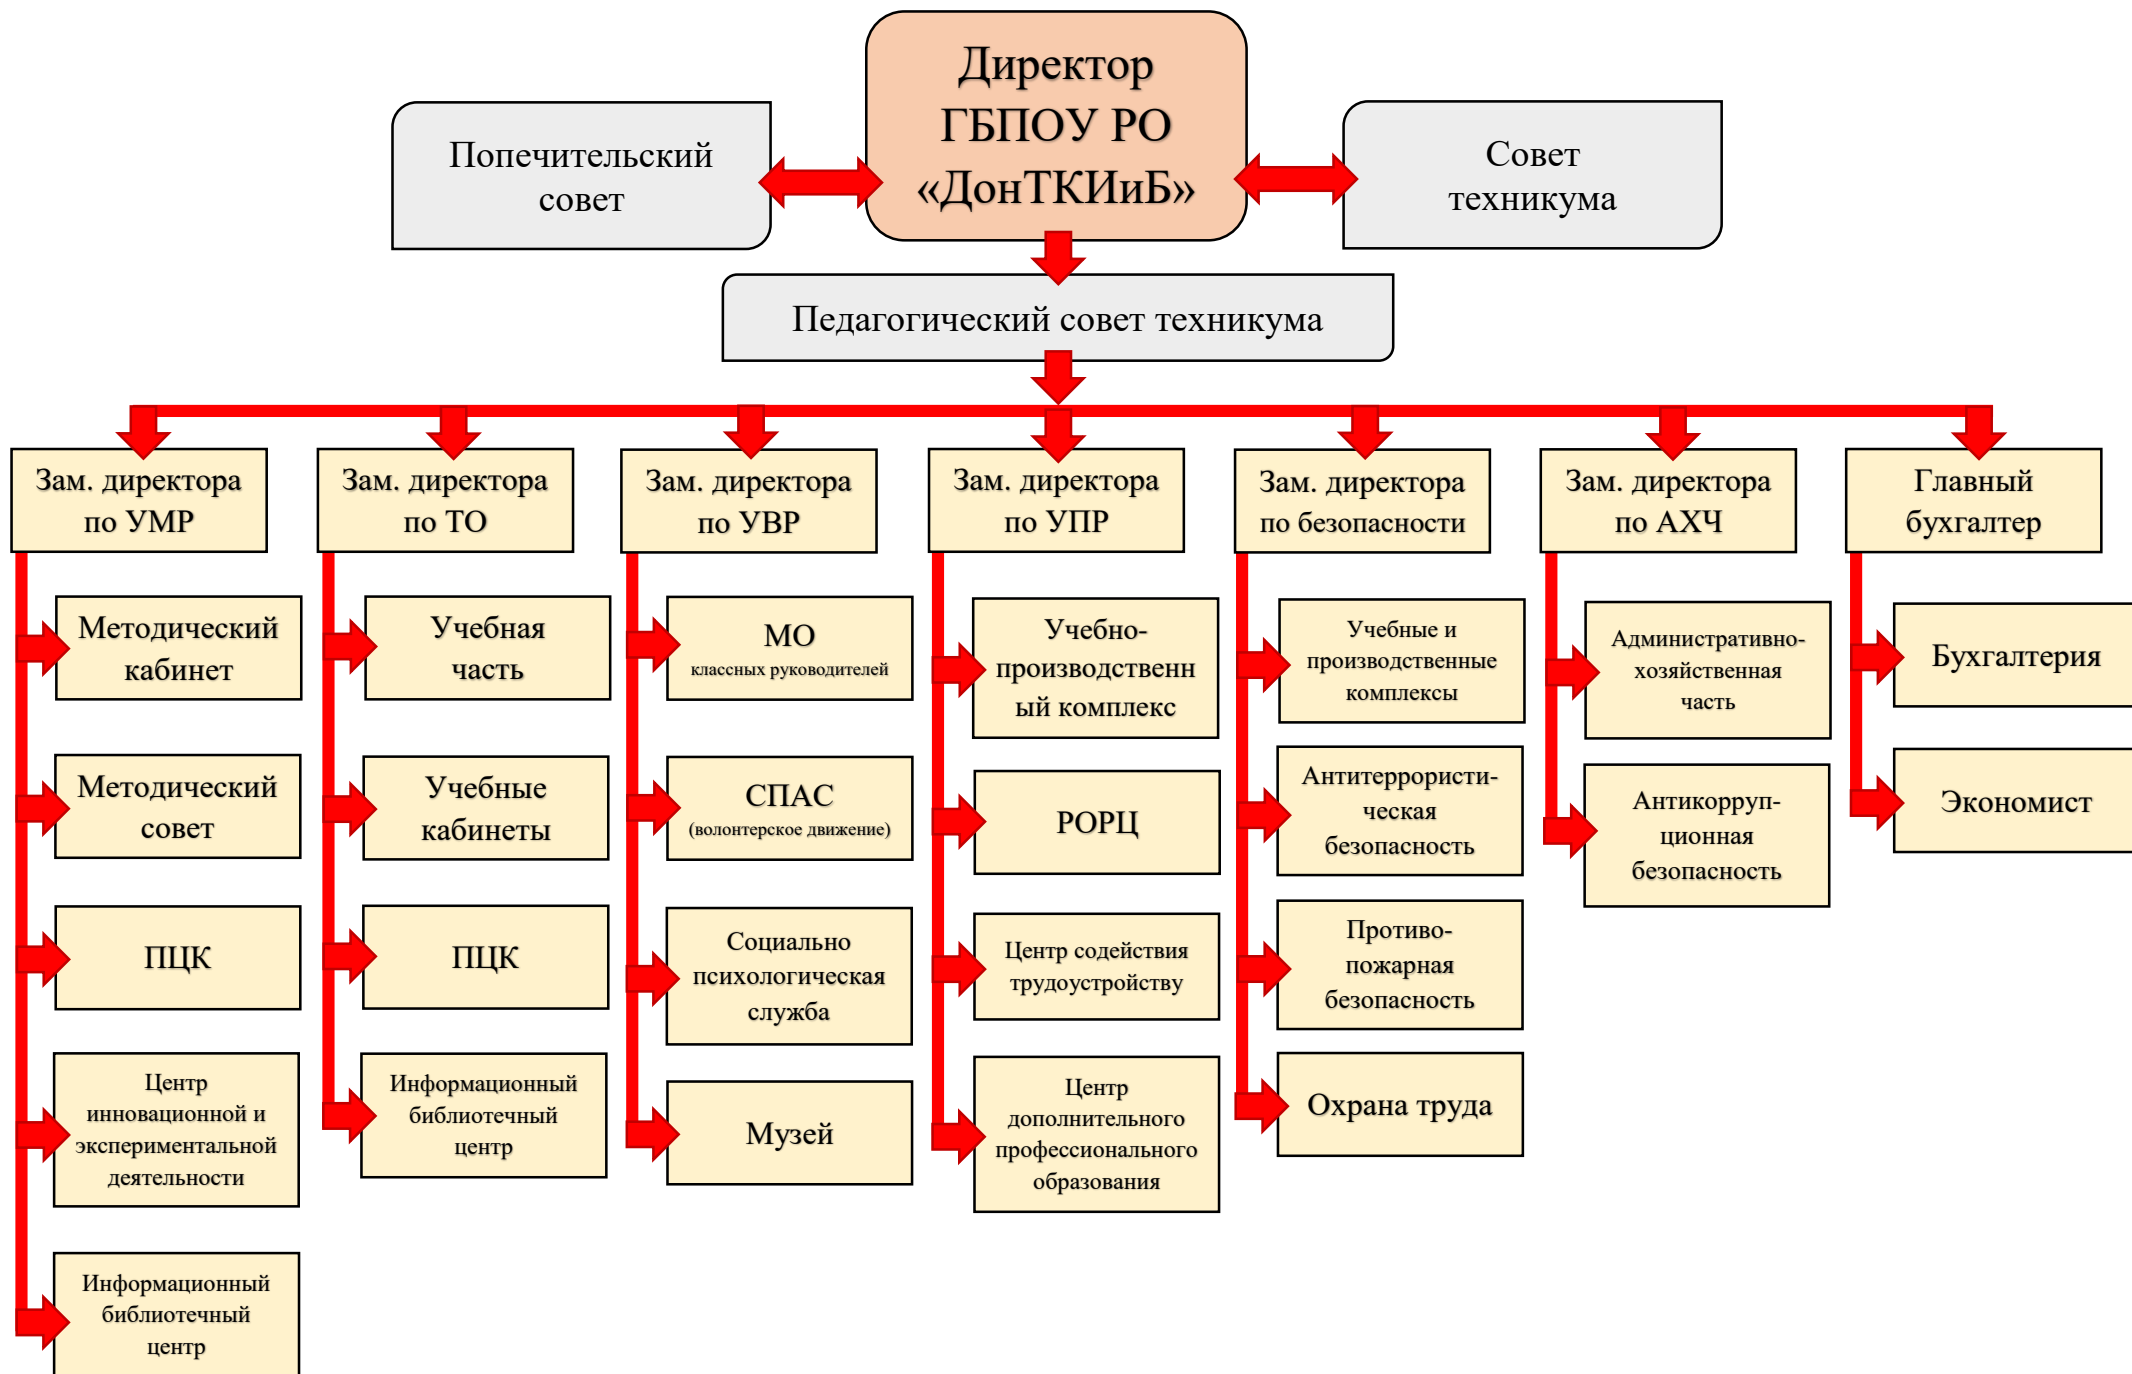 Директор
ГБПОУ РО
«ДонТКИиБ»
Попечительский
совет
Совет
техникума
Педагогический совет техникума
Зам. директора
по УМР
Методический
кабинет
Методический
совет
ПЦК
Центр
инновационной и
экспериментальной
деятельности
Информационный
библиотечный
центр
Зам. директора
по ТО
Учебная
часть
Учебные
кабинеты
ПЦК
Информационный
библиотечный
центр
Зам. директора
по УВР
МО
классных руководителей
СПАС
(волонтерское движение)
Социально
психологическая
служба
Музей
Зам. директора
по УПР
Учебно-
производственн
ый комплекс
РОРЦ
Центр содействия
трудоустройству
Центр
дополнительного
профессионального
образования
Зам. директора
по безопасности
Учебные и
производственные
комплексы
Антитеррористи-
ческая
безопасность
Противо-
пожарная
безопасность
Охрана труда
Зам. директора
по АХЧ
Административно-
хозяйственная
часть
Антикорруп-
ционная
безопасность
Главный
бухгалтер
Бухгалтерия
Экономист